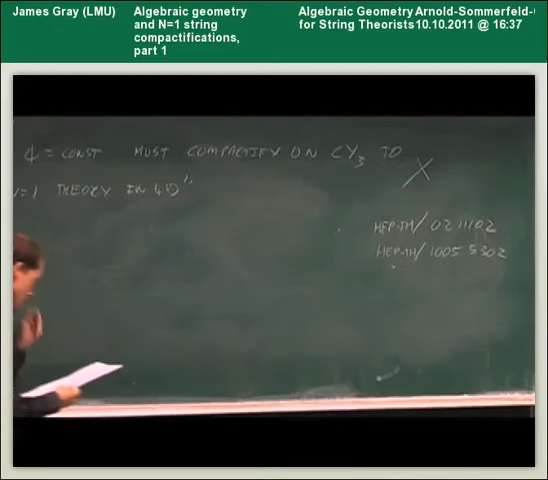 James Gray (LMU)
Algebraic geometry
and N=1 string
compactifications,
part 1
Algebraic Geometry
for String Theorists
Arnold-Sommerfeld-
10.10.2011 @ 16:37
ϕ = CONST MUST COMPACTIFY ON CY₃ TO
X
N=1 THEORY IN 4D"
HEP-TH/0211102
HEP-TH/1005 5302